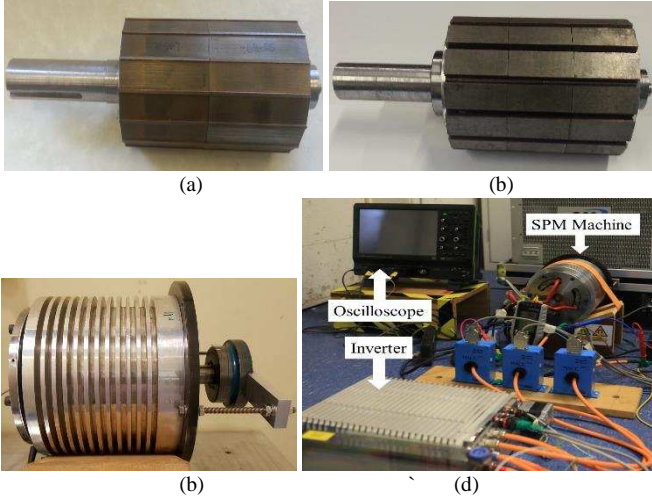 (a)
(b)
SPM Machine
Oscilloscope
Inverter
(b)
` (d)